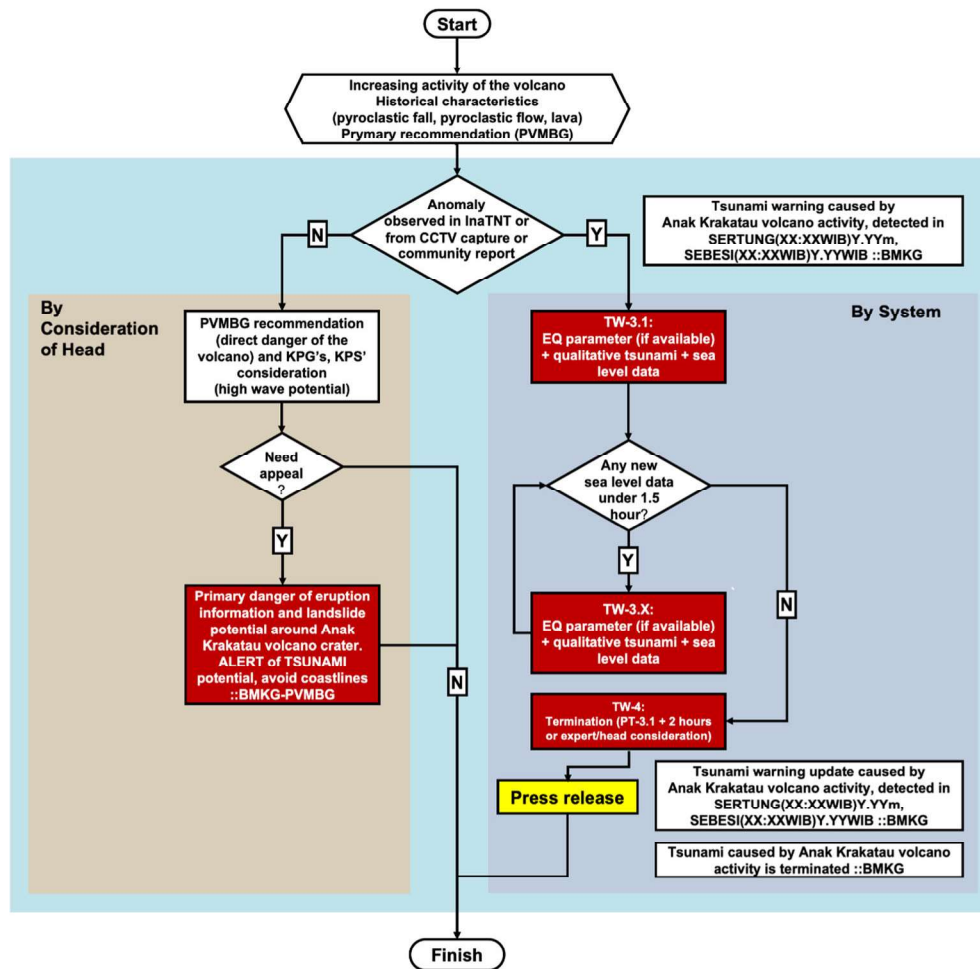 Start
Increasing activity of the volcano
Historical characteristics
(pyroclastic fall, pyroclastic flow, lava)
Prymary recommendation (PVMBG)
Anomaly
observed in InaTNT or
from CCTV capture or
community report
N
Y
Tsunami warning caused by
Anak Krakatau volcano activity, detected in
SERTUNG(XX:XXWIB)Y.YYm,
SEBESI(XX:XXWIB)Y.YYWIB ::BMKG
By
Consideration
of Head
PVMBG recommendation
(direct danger of the
volcano) and KPG's, KPS'
consideration
(high wave potential)
Need
appeal
?
Y
Primary danger of eruption
information and landslide
potential around Anak
Krakatau volcano crater.
ALERT of TSUNAMI
potential, avoid coastlines
::BMKG-PVMBG
N
By System
TW-3.1:
EQ parameter (if available)
+ qualitative tsunami + sea
level data
Any new
sea level data
under 1.5
hour?
Y
N
TW-3.X:
EQ parameter (if available)
+ qualitative tsunami + sea
level data
TW-4:
Termination (PT-3.1 + 2 hours
or expert/head consideration)
Press release
Tsunami warning update caused by
Anak Krakatau volcano activity, detected in
SERTUNG(XX:XXWIB)Y.YYm,
SEBESI(XX:XXWIB)Y.YYWIB ::BMKG
Tsunami caused by Anak Krakatau volcano
activity is terminated ::BMKG
Finish